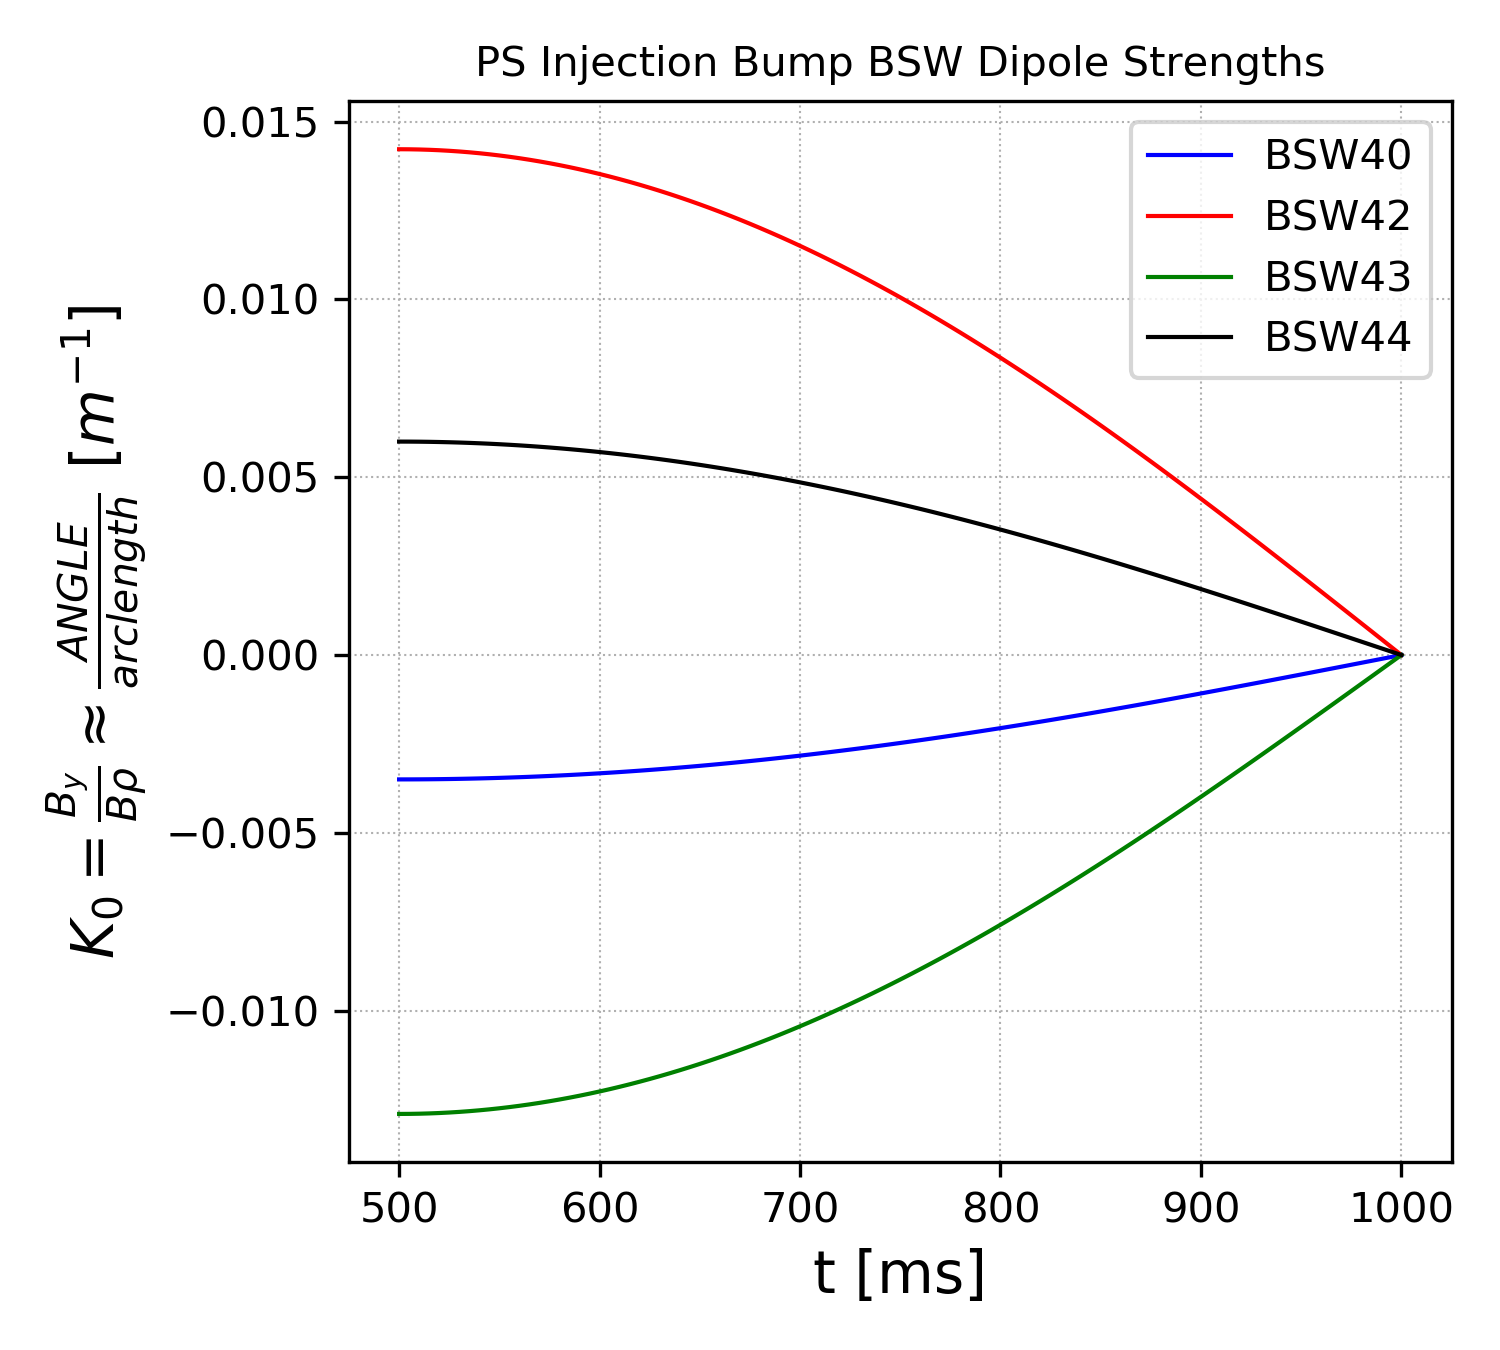 PS Injection Bump BSW Dipole Strengths
0.015
0.010
0.005
0.000
−0.005
−0.010
K₀ = B_y/Bρ ≈ ANGLE/arclength [m⁻¹]
BSW40
BSW42
BSW43
BSW44
500 600 700 800 900 1000
t [ms]